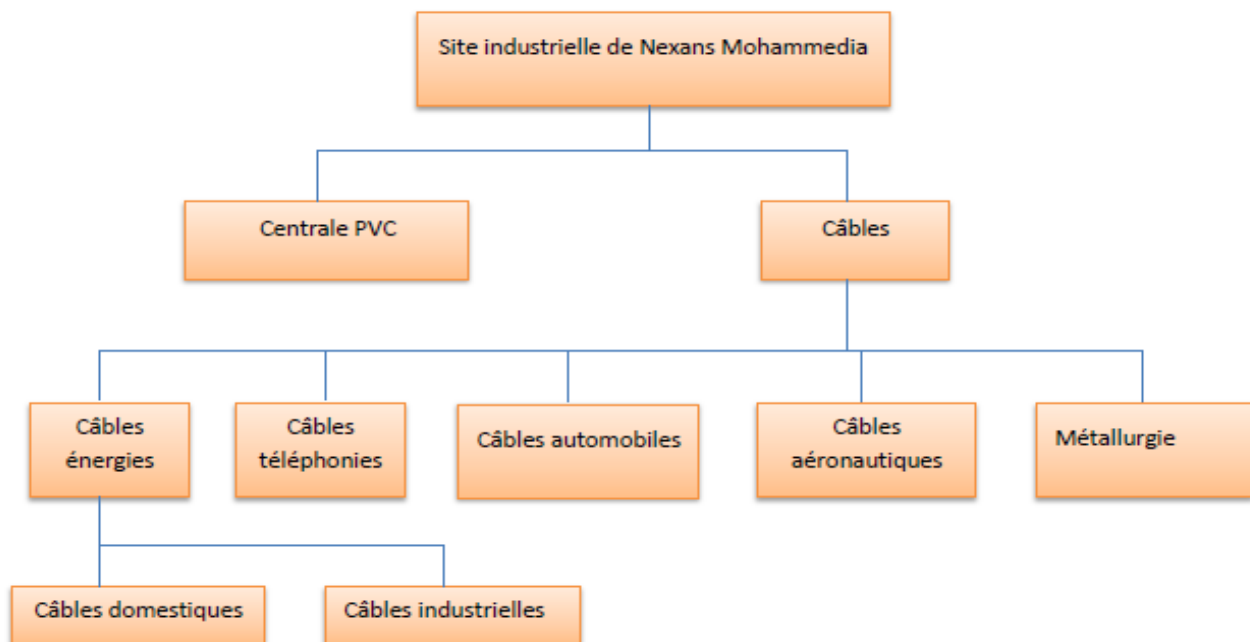 Site industrielle de Nexans Mohammedia
Centrale PVC
Câbles
Câbles
énergies
Câbles
téléphonies
Câbles automobiles
Câbles
aéronautiques
Métallurgie
Câbles domestiques
Câbles industrielles